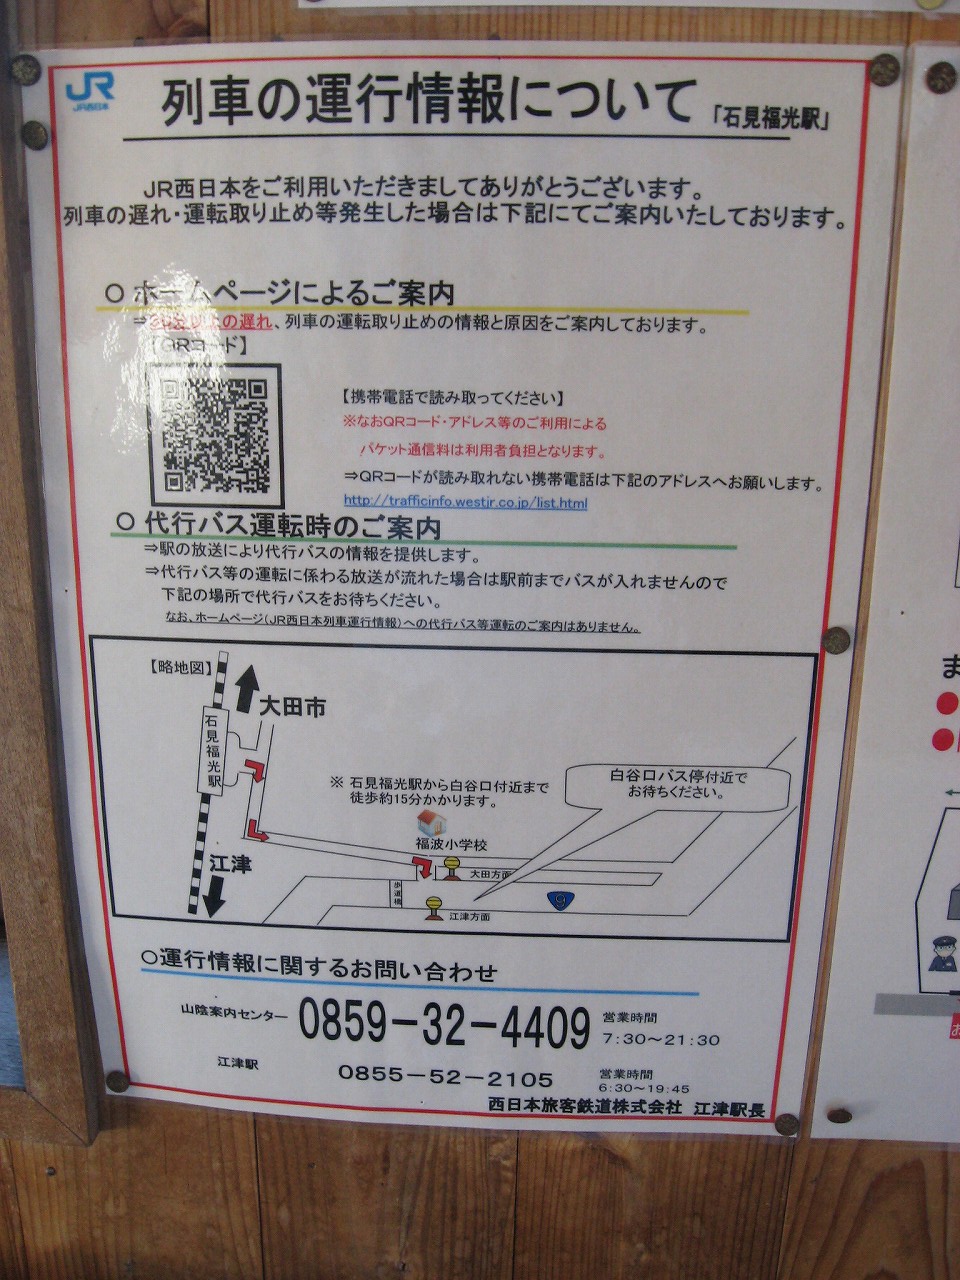 JR
JR西日本
列車の運行情報について 「石見福光駅」
JR西日本をご利用いただきましてありがとうございます。
列車の遅れ・運転取り止め等発生した場合は下記にてご案内いたしております。
○ ホームページによるご案内
⇒30分以上の遅れ、列車の運転取り止めの情報と原因をご案内しております。
【QRコード】
【携帯電話で読み取ってください】
※なおQRコード・アドレス等のご利用による
パケット通信料は利用者負担となります。
⇒QRコードが読み取れない携帯電話は下記のアドレスへお願いします。
http://trafficinfo.westjr.co.jp/list.html
○ 代行バス運転時のご案内
⇒駅の放送により代行バスの情報を提供します。
⇒代行バス等の運転に係わる放送が流れた場合は駅前までバスが入れませんので
下記の場所で代行バスをお待ちください。
なお、ホームページ(JR西日本列車運行情報)への代行バス等運転のご案内はありません。
【略地図】
大田市
石見福光駅
※ 石見福光駅から白谷口付近まで
徒歩約15分かかります。
白谷口バス停付近で
お待ちください。
福波小学校
江津
大田方面
歩道橋
9
江津方面
○運行情報に関するお問い合わせ
山陰案内センター 0859-32-4409 営業時間
7:30～21:30
江津駅 0855-52-2105 営業時間
6:30～19:45
西日本旅客鉄道株式会社 江津駅長
ま